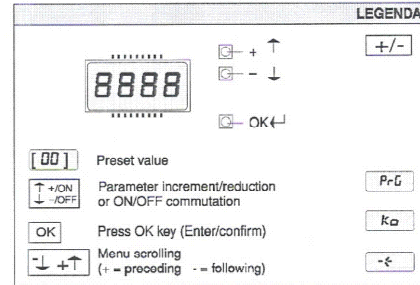 LEGENDA
+/-
+ ↑
- ↓
8888
OK ↵
[ 00 ] Preset value
↑ +/ON
↓ -/OFF
Parameter increment/reduction
or ON/OFF commutation
PrG
OK Press OK key (Enter/confirm)
-↓ +↑ Menu scrolling
(+ = preceding - = following)